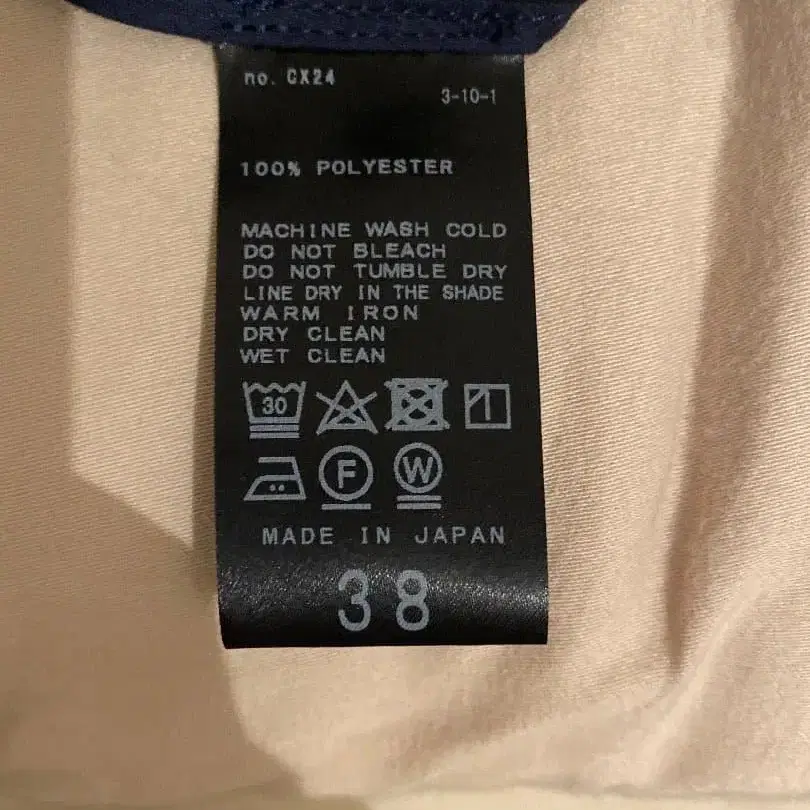 no. CX24
3-10-1
100% POLYESTER
MACHINE WASH COLD
DO NOT BLEACH
DO NOT TUMBLE DRY
LINE DRY IN THE SHADE
WARM IRON
DRY CLEAN
WET CLEAN
30
F W
MADE IN JAPAN
38